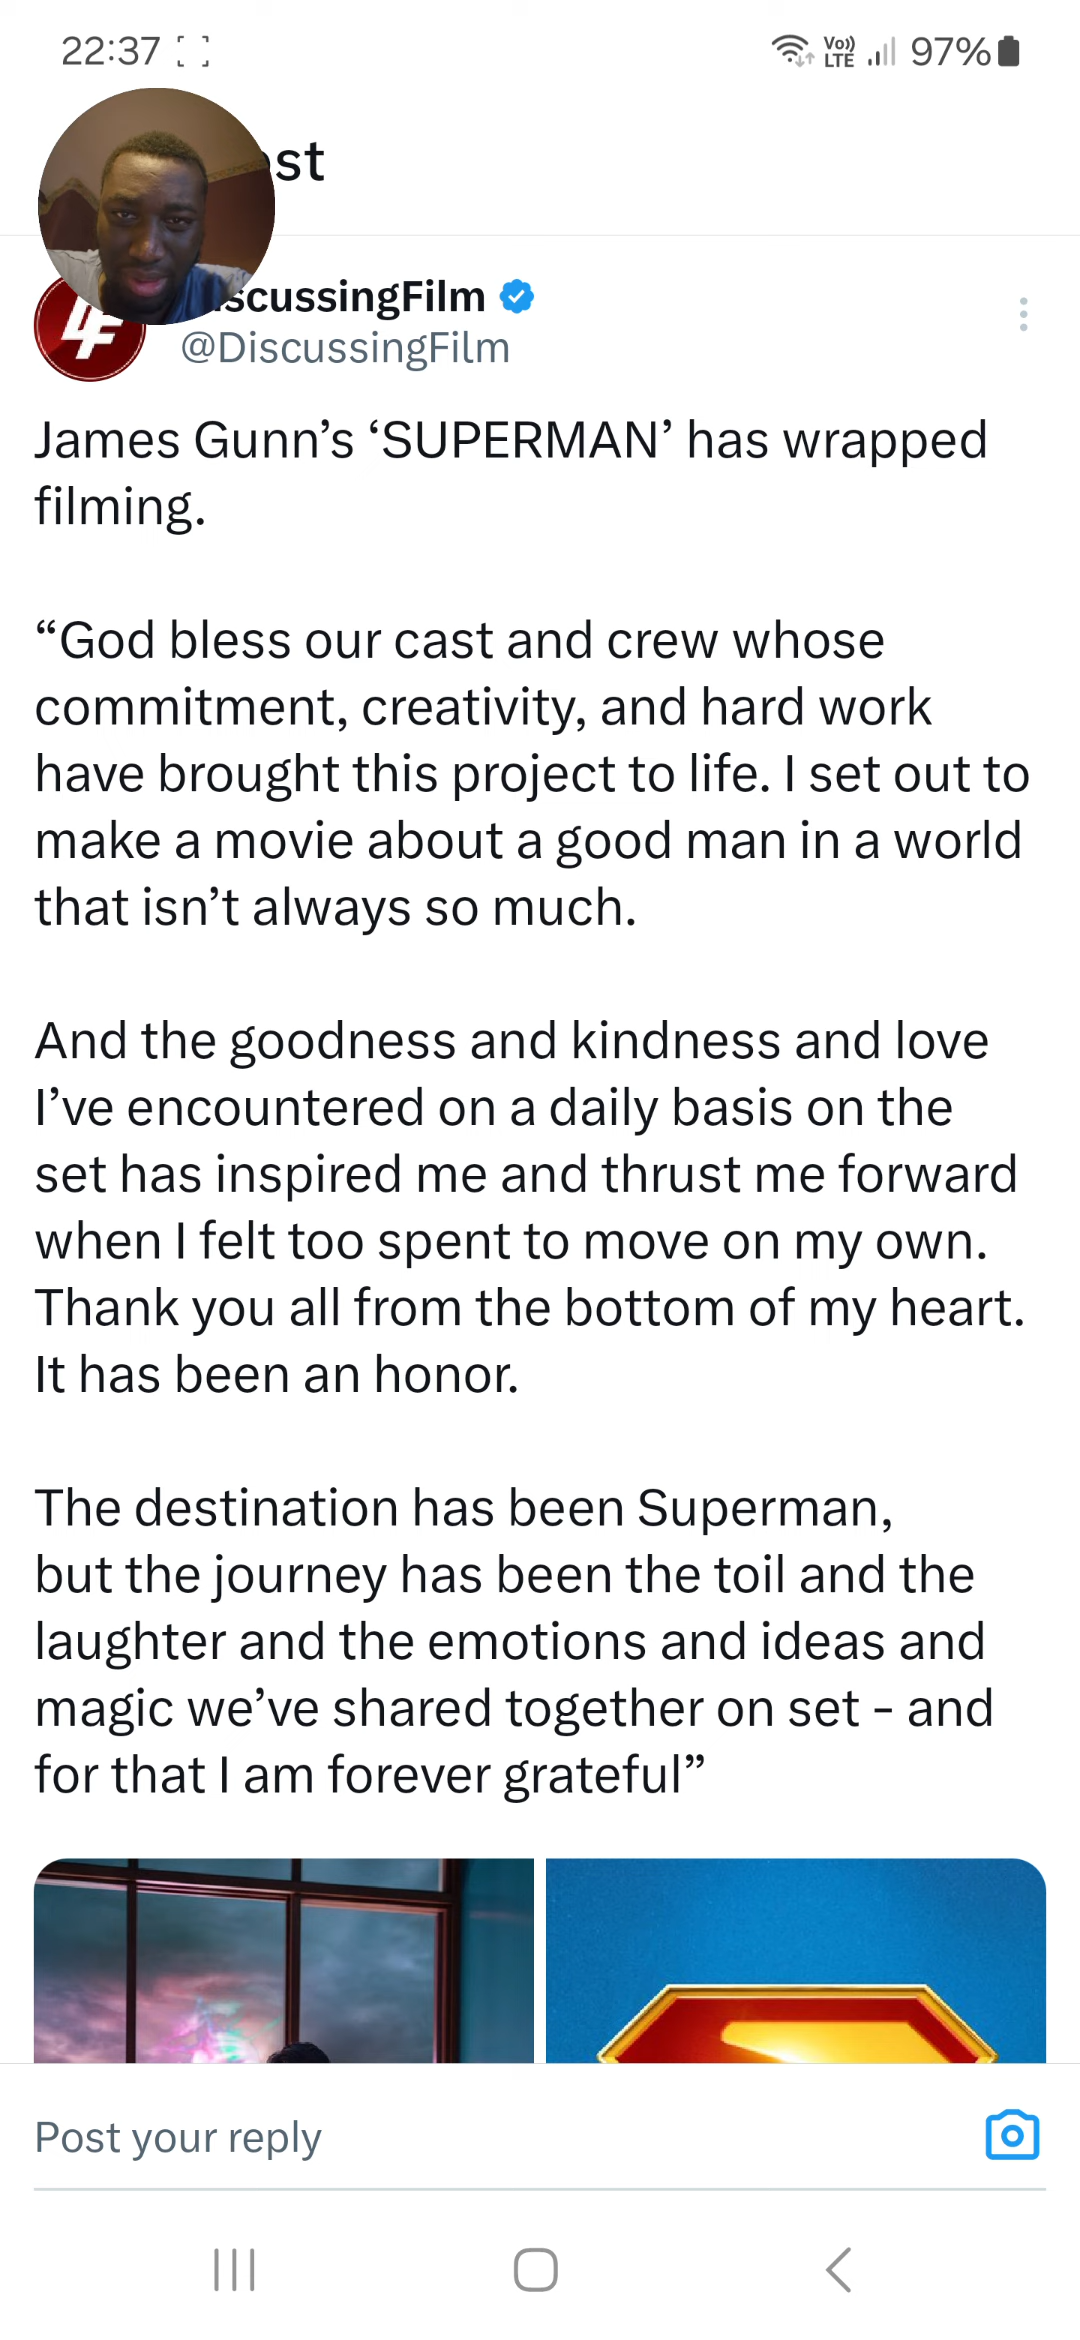 22:37
Vo)) LTE
97%
st
scussingFilm
@DiscussingFilm
James Gunn’s ‘SUPERMAN’ has wrapped
filming.
“God bless our cast and crew whose
commitment, creativity, and hard work
have brought this project to life. I set out to
make a movie about a good man in a world
that isn’t always so much.
And the goodness and kindness and love
I’ve encountered on a daily basis on the
set has inspired me and thrust me forward
when I felt too spent to move on my own.
Thank you all from the bottom of my heart.
It has been an honor.
The destination has been Superman,
but the journey has been the toil and the
laughter and the emotions and ideas and
magic we’ve shared together on set - and
for that I am forever grateful”
Post your reply